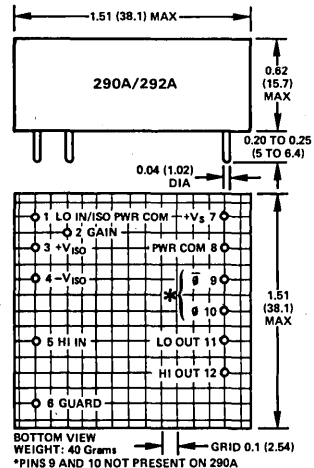 1.51 (38.1) MAX
290A/292A
0.62
(15.7)
MAX
0.20 TO 0.25
(5 TO 6.4)
0.04 (1.02)
DIA
1 LO IN/ISO PWR COM
+VS 7
2 GAIN
3 +VISO
PWR COM 8
4 −VISO
ø̅ 9
*
ø 10
1.51
(38.1)
MAX
5 HI IN
LO OUT 11
HI OUT 12
6 GUARD
BOTTOM VIEW
WEIGHT: 40 Grams
GRID 0.1 (2.54)
*PINS 9 AND 10 NOT PRESENT ON 290A